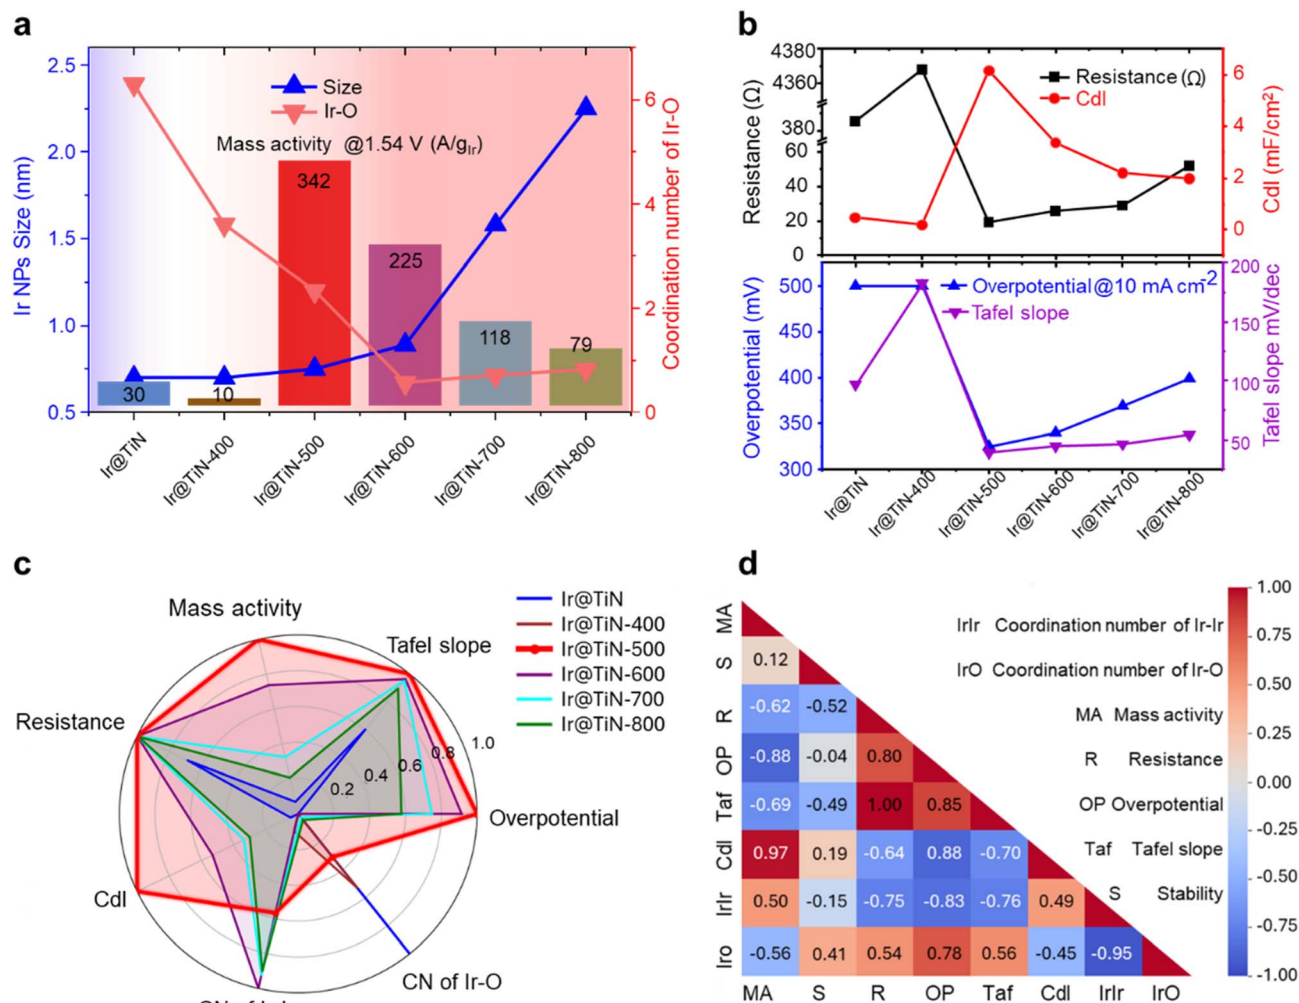 a
2.5
2.0
1.5
1.0
0.5
Ir NPs Size (nm)
Size
Ir-O
Mass activity @1.54 V (A/gIr)
30
10
342
225
118
79
6
4
2
0
Coordination number of Ir-O
Ir@TiN
Ir@TiN-400
Ir@TiN-500
Ir@TiN-600
Ir@TiN-700
Ir@TiN-800
b
4380
4360
380
60
40
20
0
Resistance (Ω)
Resistance (Ω)
Cdl
6
4
2
0
Cdl (mF/cm²)
500
450
400
350
300
Overpotential (mV)
Overpotential@10 mA cm-2
Tafel slope
200
150
100
50
Tafel slope mV/dec
Ir@TiN
Ir@TiN-400
Ir@TiN-500
Ir@TiN-600
Ir@TiN-700
Ir@TiN-800
c
Mass activity
Tafel slope
Resistance
Overpotential
Cdl
CN of Ir-O
0.2
0.4
0.6
0.8
1.0
Ir@TiN
Ir@TiN-400
Ir@TiN-500
Ir@TiN-600
Ir@TiN-700
Ir@TiN-800
d
MA
S 0.12
R -0.62 -0.52
OP -0.88 -0.04 0.80
Taf -0.69 -0.49 1.00 0.85
Cdl 0.97 0.19 -0.64 0.88 -0.70
IrIr 0.50 -0.15 -0.75 -0.83 -0.76 0.49
Iro -0.56 0.41 0.54 0.78 0.56 -0.45 -0.95
MA S R OP Taf Cdl IrIr IrO
IrIr Coordination number of Ir-Ir
IrO Coordination number of Ir-O
MA Mass activity
R Resistance
OP Overpotential
Taf Tafel slope
S Stability
1.00
0.75
0.50
0.25
0.00
-0.25
-0.50
-0.75
-1.00